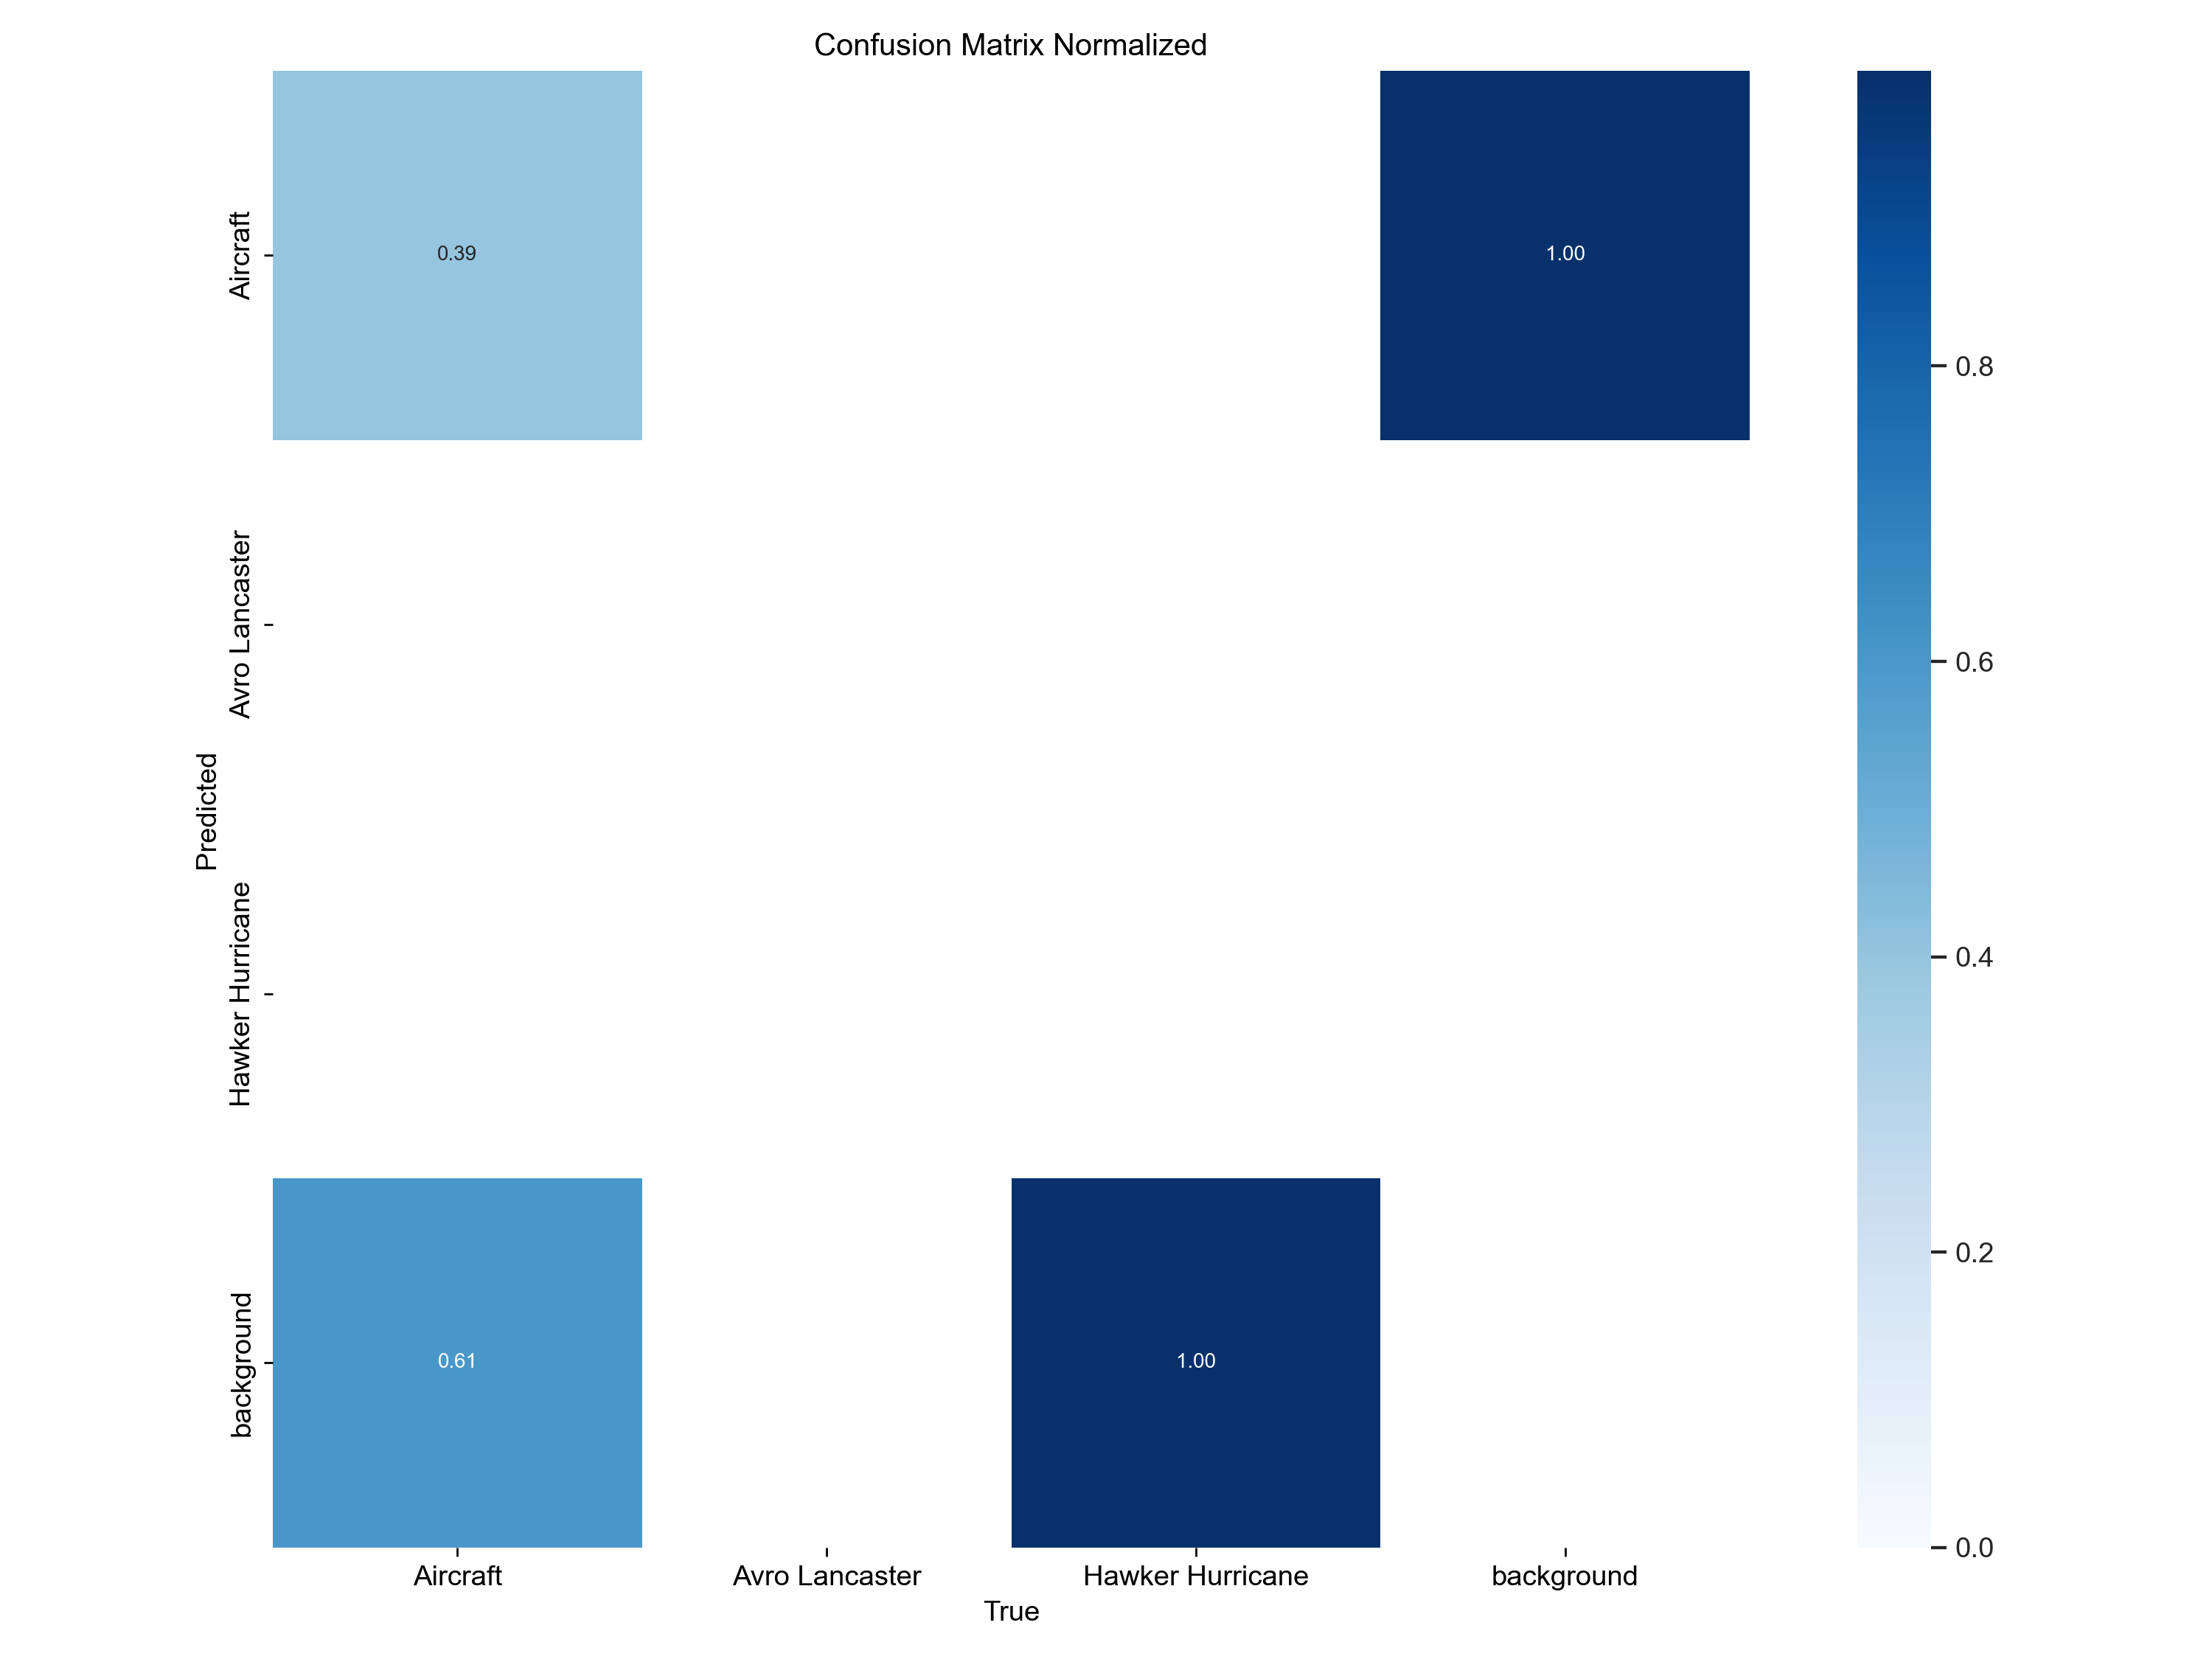 Confusion Matrix Normalized
Aircraft
0.39
1.00
0.8
Avro Lancaster
0.6
Predicted
Hawker Hurricane
0.4
background
0.61
1.00
0.2
0.0
Aircraft
Avro Lancaster
Hawker Hurricane
background
True